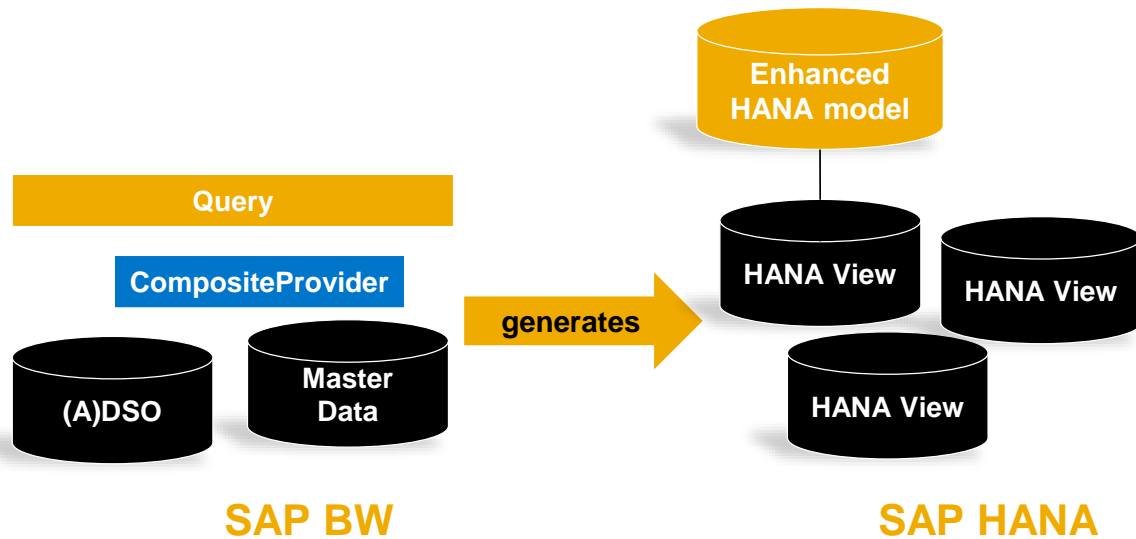 Enhanced
HANA model
Query
CompositeProvider
HANA View
HANA View
generates
(A)DSO
Master
Data
HANA View
SAP BW
SAP HANA